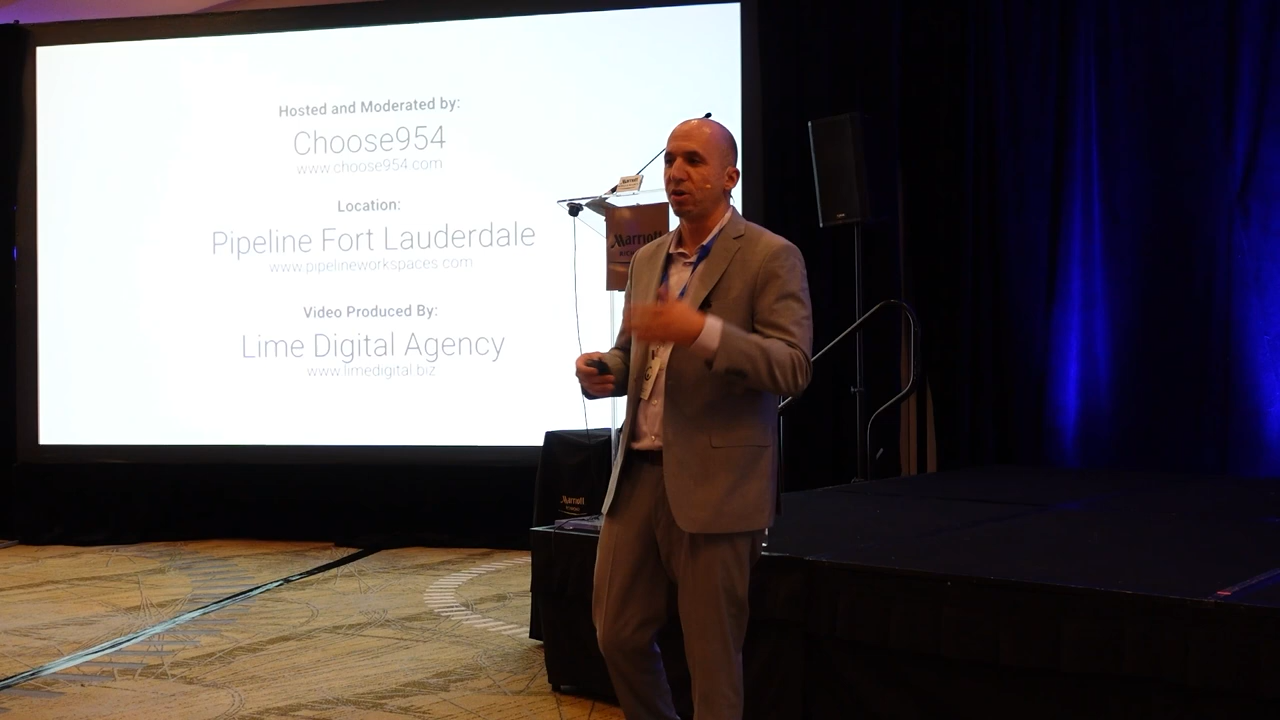 Hosted and Moderated by:
Choose954
www.choose954.com
Location:
Pipeline Fort Lauderdale
www.pipelineworkspaces.com
Video Produced By:
Lime Digital Agency
www.limedigital.biz
Marriott
Marriott